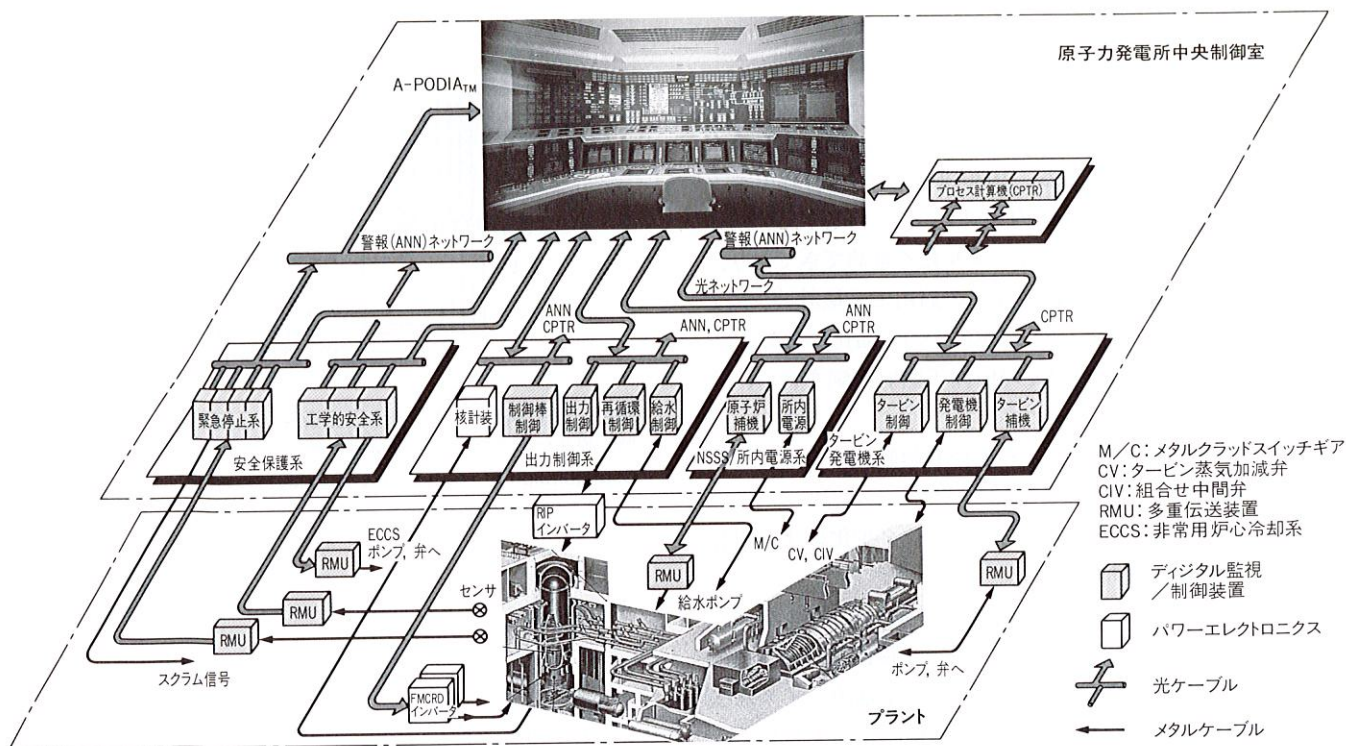 原子力発電所中央制御室
A-PODIA™
プロセス計算機(CPTR)
警報(ANN)ネットワーク
警報(ANN)ネットワーク
光ネットワーク
ANN
CPTR
ANN, CPTR
ANN
CPTR
CPTR
緊急停止系
工学的安全系
安全保護系
核計装
制御棒
制御
出力
制御
再循環
制御
給水
制御
出力制御系
原子炉
補機
所内
電源
NSSS/所内電源系
タービン
制御
発電機
制御
タービン
補機
タービン
発電機系
M/C:メタルクラッドスイッチギア
CV:タービン蒸気加減弁
CIV:組合せ中間弁
RMU:多重伝送装置
ECCS:非常用炉心冷却系
ディジタル監視
/制御装置
パワーエレクトロニクス
光ケーブル
メタルケーブル
RIP
インバータ
M/C
CV, CIV
ECCS
ポンプ, 弁へ
RMU
RMU
RMU
RMU
RMU
センサ
給水ポンプ
スクラム信号
FMCRD
インバータ
ポンプ, 弁へ
プラント